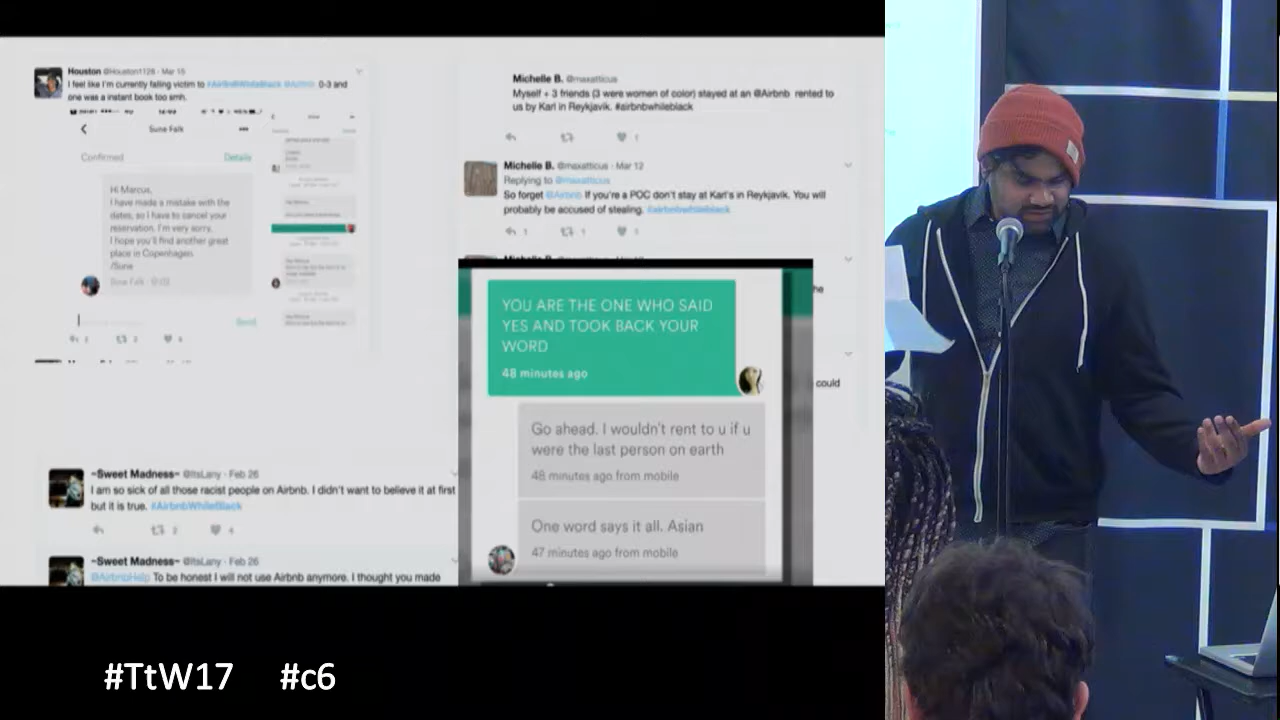 Houston @Houston1128 · Mar 15
I feel like I'm currently falling victim to #AirBnBWhileBlack 0-3 and
one was a instant book too smh.
Sune Falk
Confirmed
Details
Hi Marcus,
I have made a mistake with the
dates, so I have to cancel your
reservation. I'm very sorry,
I hope you'll find another great
place in Copenhagen.
/Sune
Sune Falk
Send
~Sweet Madness~ @ItsLany · Feb 26
I am so sick of all those racist people on Airbnb. I didn't want to believe it at first
but it is true. #AirbnbWhileBlack
2 4
~Sweet Madness~ @ItsLany · Feb 26
@AirbnbHelp To be honest I will not use Airbnb anymore. I thought you made
Michelle B. @maxatticus
Myself + 3 friends (3 were women of color) stayed at an @Airbnb rented to
us by Karl in Reykjavik. #airbnbwhileblack
1
Michelle B. @maxatticus · Mar 12
Replying to @maxatticus
So forget @Airbnb If you're a POC don't stay at Karl's in Reykjavik. You will
probably be accused of stealing. #airbnbwhileblack
1 1
he
could
YOU ARE THE ONE WHO SAID
YES AND TOOK BACK YOUR
WORD
48 minutes ago
Go ahead. I wouldn't rent to u if u
were the last person on earth
48 minutes ago from mobile
One word says it all. Asian
47 minutes ago from mobile
#TtW17 #c6